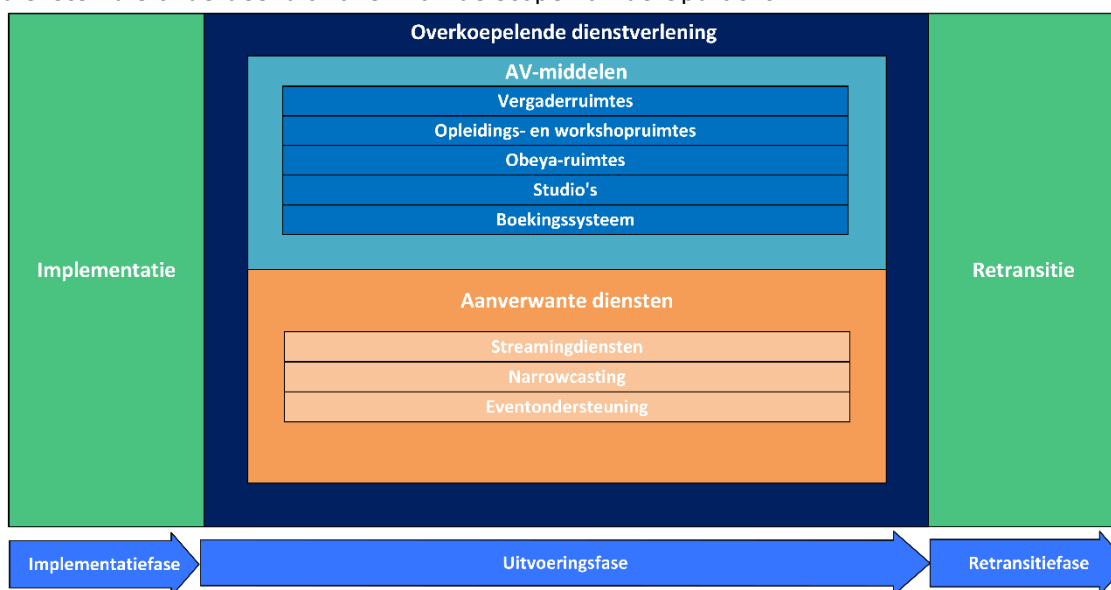 Overkoepelende dienstverlening
AV-middelen
Vergaderruimtes
Opleidings- en workshopruimtes
Obeya-ruimtes
Studio's
Boekingssysteem
Implementatie
Retransitie
Aanverwante diensten
Streamingdiensten
Narrowcasting
Eventondersteuning
Implementatiefase
Uitvoeringsfase
Retransitiefase